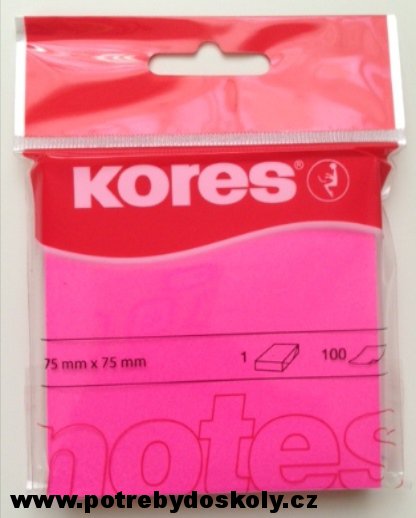 Kores®
75 mm x 75 mm 1 100
notes
www.potrebydoskoly.cz